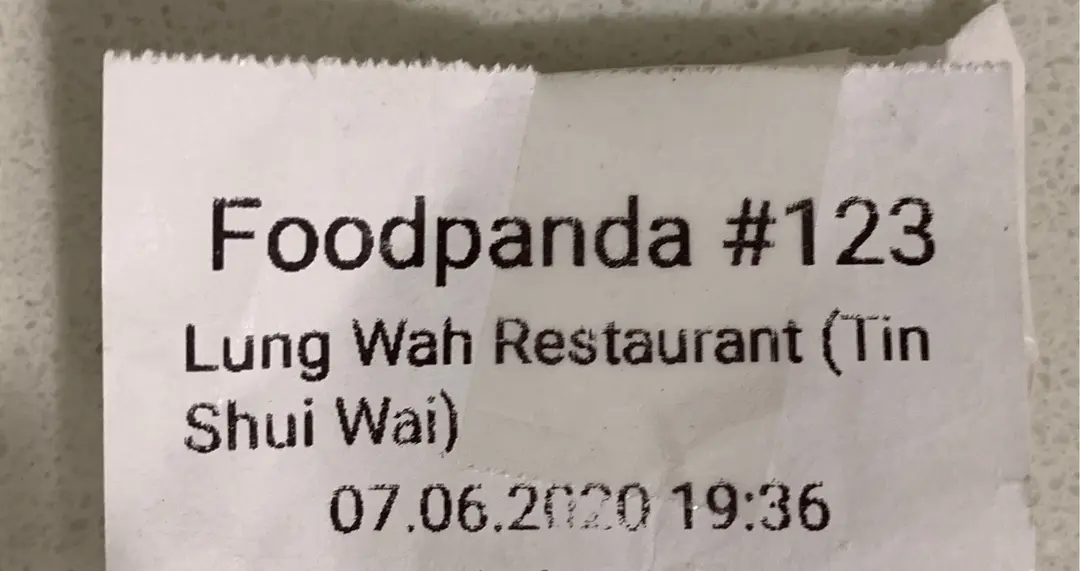 Foodpanda #123
Lung Wah Restaurant (Tin
Shui Wai)
07.06.2020 19:36